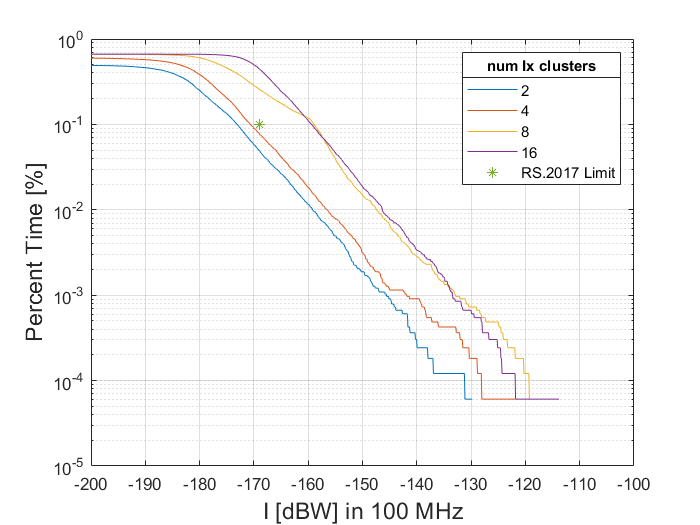 10^0
10^-1
10^-2
10^-3
10^-4
10^-5
Percent Time [%]
num Ix clusters
2
4
8
16
RS.2017 Limit
-200 -190 -180 -170 -160 -150 -140 -130 -120 -110 -100
I [dBW] in 100 MHz